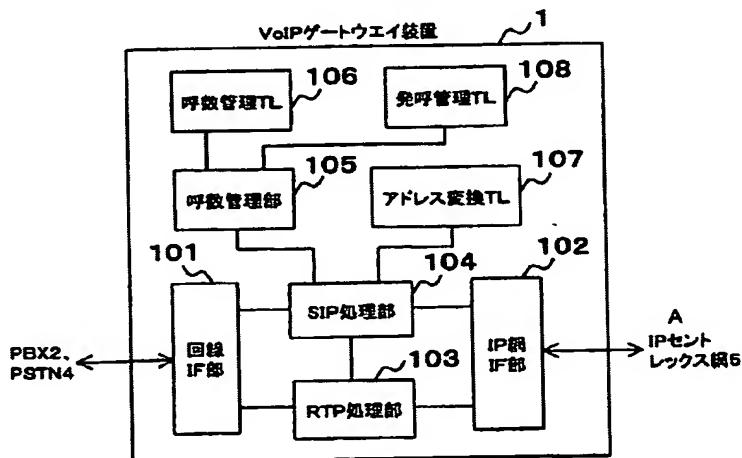 VoIPゲートウエイ装置
1
106
108
呼数管理TL
発呼管理TL
105
107
呼数管理部
アドレス変換TL
101
102
104
SIP処理部
回線
IF部
IP網
IF部
PBX2、
PSTN4
A
IPセント
レックス網5
103
RTP処理部